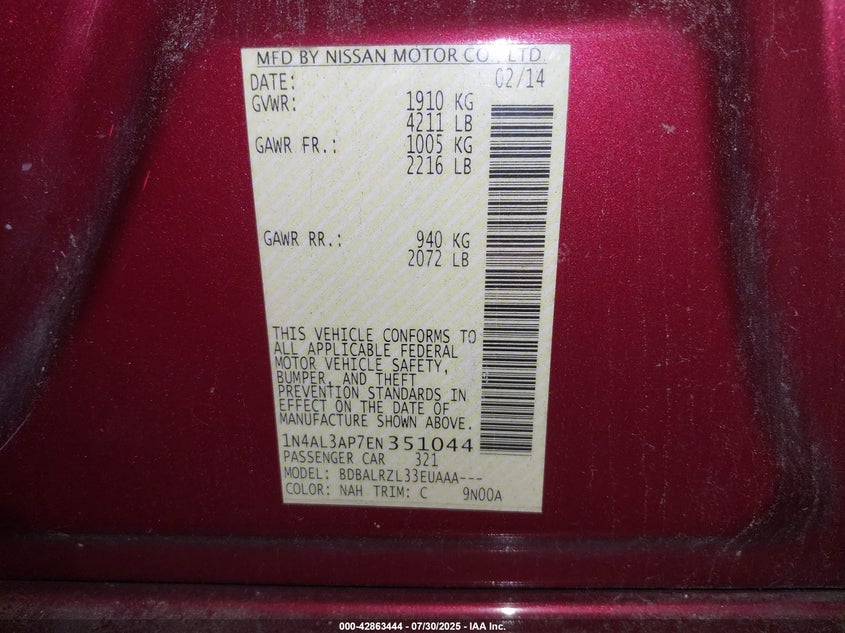 MFD BY NISSAN MOTOR CO., LTD.
DATE: 02/14
GVWR: 1910 KG
4211 LB
GAWR FR.: 1005 KG
2216 LB
GAWR RR.: 940 KG
2072 LB
THIS VEHICLE CONFORMS TO
ALL APPLICABLE FEDERAL
MOTOR VEHICLE SAFETY,
BUMPER, AND THEFT
PREVENTION STANDARDS IN
EFFECT ON THE DATE OF
MANUFACTURE SHOWN ABOVE.
1N4AL3AP7EN351044
PASSENGER CAR 321
MODEL: BDBALRZL33EUAAA---
COLOR: NAH TRIM: C 9N00A
000-42863444 - 07/30/2025 - IAA Inc.